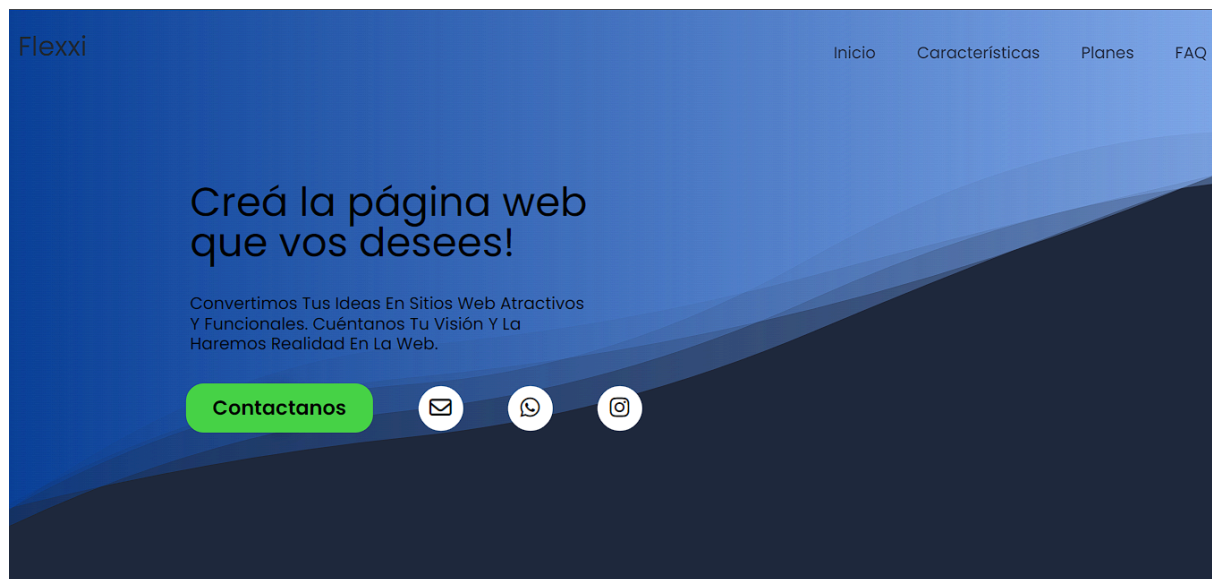 Flexxi
Inicio Características Planes FAQ
Creá la página web
que vos desees!
Convertimos Tus Ideas En Sitios Web Atractivos
Y Funcionales. Cuéntanos Tu Visión Y La
Haremos Realidad En La Web.
Contactanos